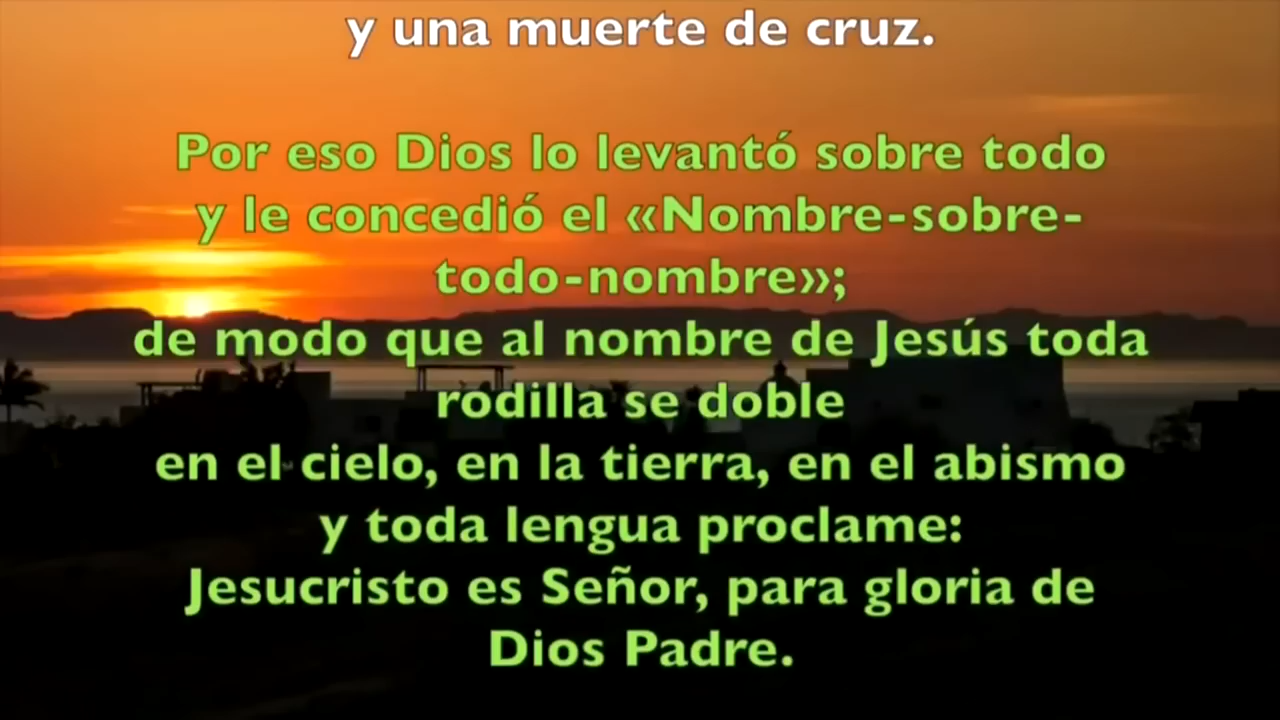 y una muerte de cruz.
Por eso Dios lo levantó sobre todo
y le concedió el «Nombre-sobre-
todo-nombre»;
de modo que al nombre de Jesús toda
rodilla se doble
en el cielo, en la tierra, en el abismo
y toda lengua proclame:
Jesucristo es Señor, para gloria de
Dios Padre.